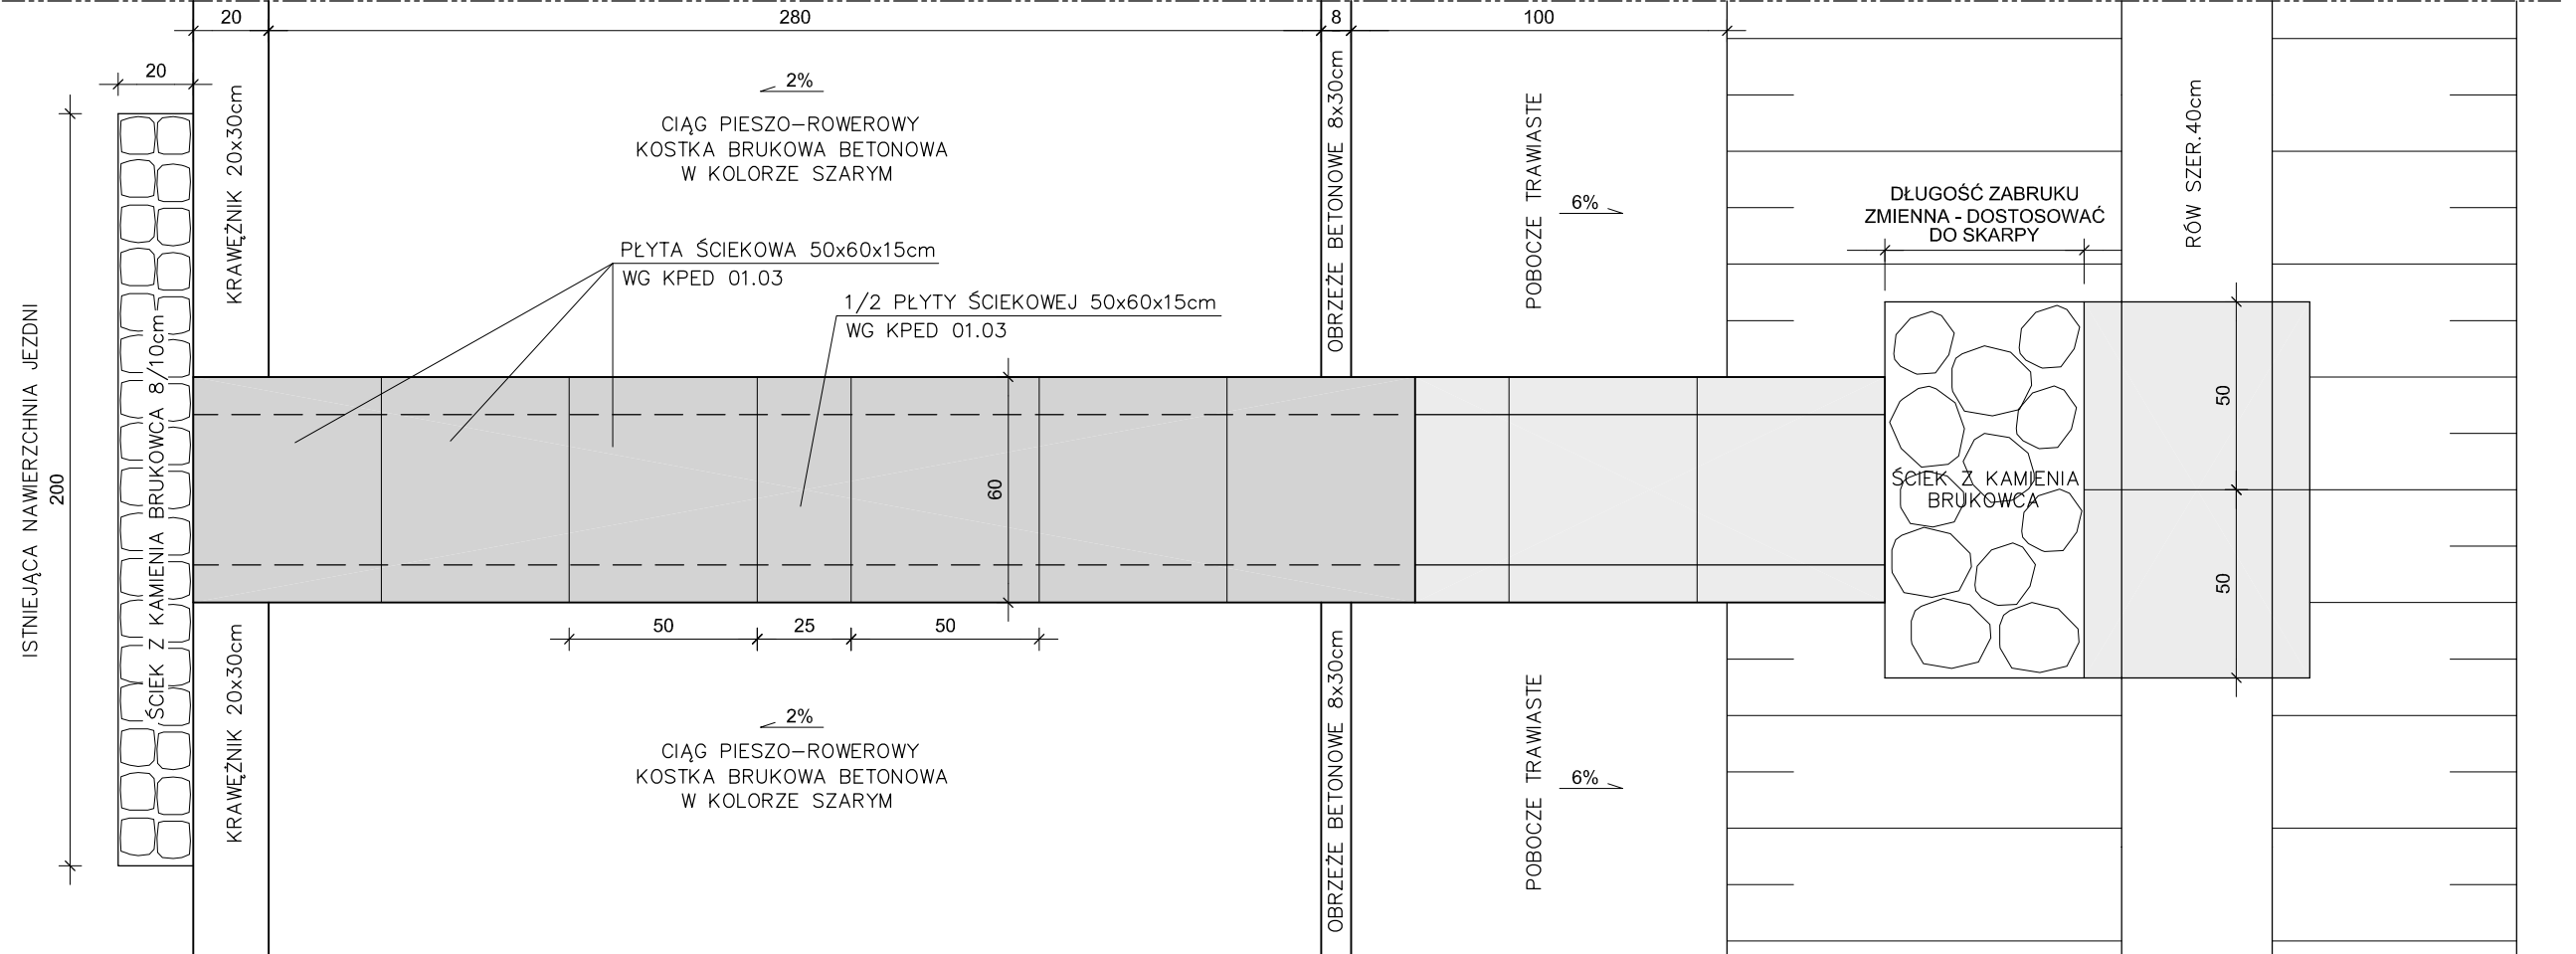 20
280
8
100
20
2%
CIĄG PIESZO-ROWEROWY
KOSTKA BRUKOWA BETONOWA
W KOLORZE SZARYM
KRAWĘŻNIK 20x30cm
OBRZEŻE BETONOWE 8x30cm
POBOCZE TRAWIASTE
6%
RÓW SZER.40cm
DŁUGOŚĆ ZABRUKU
ZMIENNA - DOSTOSOWAĆ
DO SKARPY
PŁYTA ŚCIEKOWA 50x60x15cm
WG KPED 01.03
1/2 PŁYTY ŚCIEKOWEJ 50x60x15cm
WG KPED 01.03
ISTNIEJĄCA NAWIERZCHNIA JEZDNI
200
ŚCIEK Z KAMIENIA BRUKOWCA 8/10cm
60
ŚCIEK Z KAMIENIA
BRUKOWCA
50
50
50
25
50
KRAWĘŻNIK 20x30cm
2%
CIĄG PIESZO-ROWEROWY
KOSTKA BRUKOWA BETONOWA
W KOLORZE SZARYM
OBRZEŻE BETONOWE 8x30cm
POBOCZE TRAWIASTE
6%